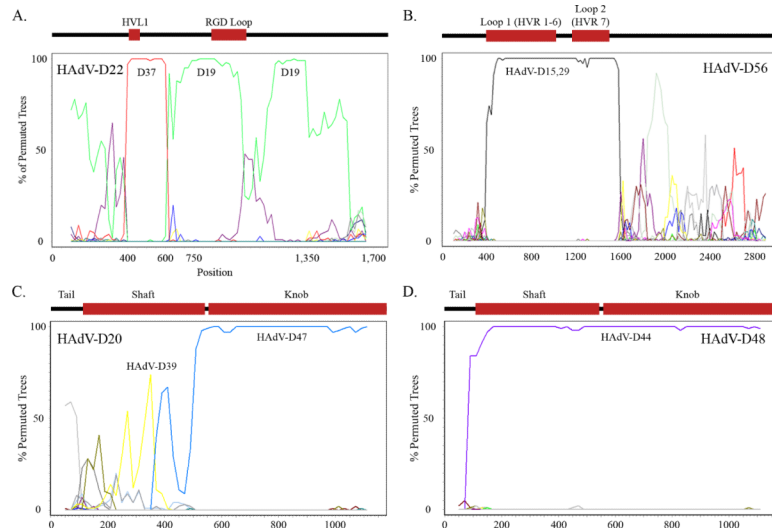 A.
HVL1
RGD Loop
HAdV-D22
D37
D19
D19
% of Permuted Trees
100
50
0
0
400
600
750
1,350
1,700
Position
B.
Loop 1 (HVR 1-6)
Loop 2
(HVR 7)
HAdV-D15,29
HAdV-D56
% Permuted Trees
100
50
0
0
400
800
1200
1600
2000
2400
2800
C.
Tail
Shaft
Knob
HAdV-D20
HAdV-D39
HAdV-D47
% Permuted Trees
100
50
0
0
200
400
600
800
1000
D.
Tail
Shaft
Knob
HAdV-D44
HAdV-D48
% Permuted Trees
100
50
0
0
200
400
600
800
1000